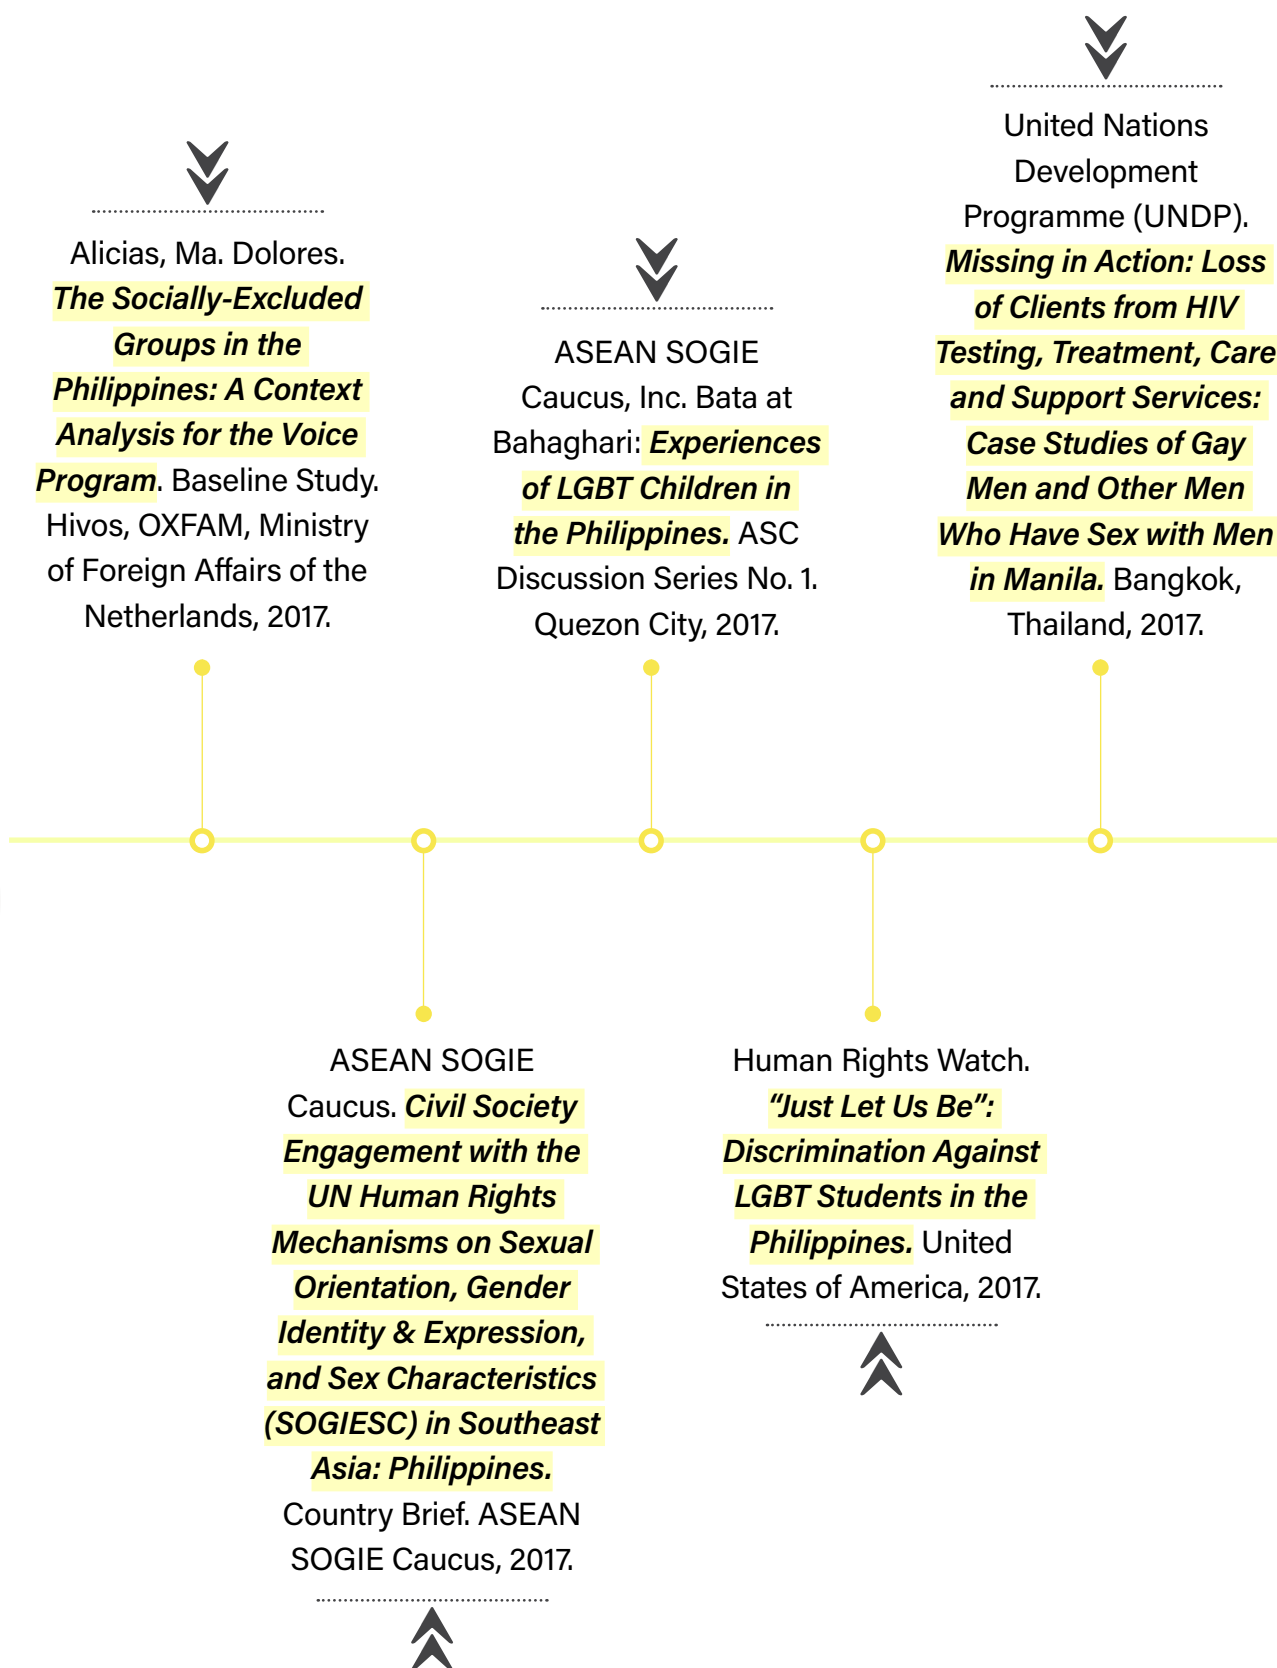 Alicias, Ma. Dolores.
The Socially-Excluded
Groups in the
Philippines: A Context
Analysis for the Voice
Program. Baseline Study.
Hivos, OXFAM, Ministry
of Foreign Affairs of the
Netherlands, 2017.
ASEAN SOGIE
Caucus. Civil Society
Engagement with the
UN Human Rights
Mechanisms on Sexual
Orientation, Gender
Identity & Expression,
and Sex Characteristics
(SOGIESC) in Southeast
Asia: Philippines.
Country Brief. ASEAN
SOGIE Caucus, 2017.
ASEAN SOGIE
Caucus, Inc. Bata at
Bahaghari: Experiences
of LGBT Children in
the Philippines. ASC
Discussion Series No. 1.
Quezon City, 2017.
Human Rights Watch.
“Just Let Us Be”:
Discrimination Against
LGBT Students in the
Philippines. United
States of America, 2017.
United Nations
Development
Programme (UNDP).
Missing in Action: Loss
of Clients from HIV
Testing, Treatment, Care
and Support Services:
Case Studies of Gay
Men and Other Men
Who Have Sex with Men
in Manila. Bangkok,
Thailand, 2017.